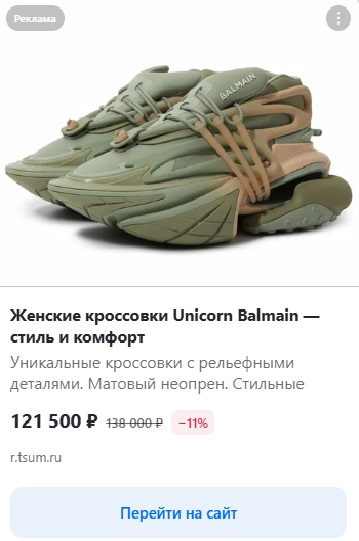 Реклама
BALMAIN
Женские кроссовки Unicorn Balmain —
стиль и комфорт
Уникальные кроссовки с рельефными
деталями. Матовый неопрен. Стильные
121 500 ₽ 138 000 ₽ −11%
r.tsum.ru
Перейти на сайт